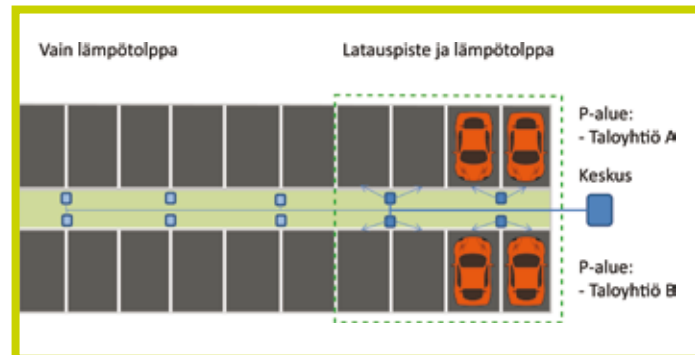 Vain lämpötolppa
Latauspiste ja lämpötolppa
P-alue:
- Taloyhtiö A
Keskus
P-alue:
- Taloyhtiö B